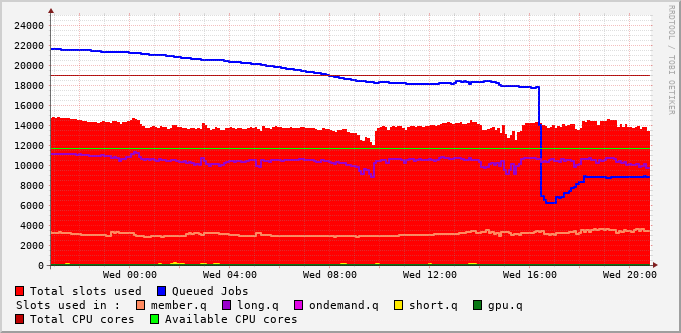 RRDTOOL / TOBI OETIKER
24000
22000
20000
18000
16000
14000
12000
10000
8000
6000
4000
2000
0
Wed 00:00 Wed 04:00 Wed 08:00 Wed 12:00 Wed 16:00 Wed 20:00
Total slots used Queued Jobs
Slots used in : member.q long.q ondemand.q short.q gpu.q
Total CPU cores Available CPU cores